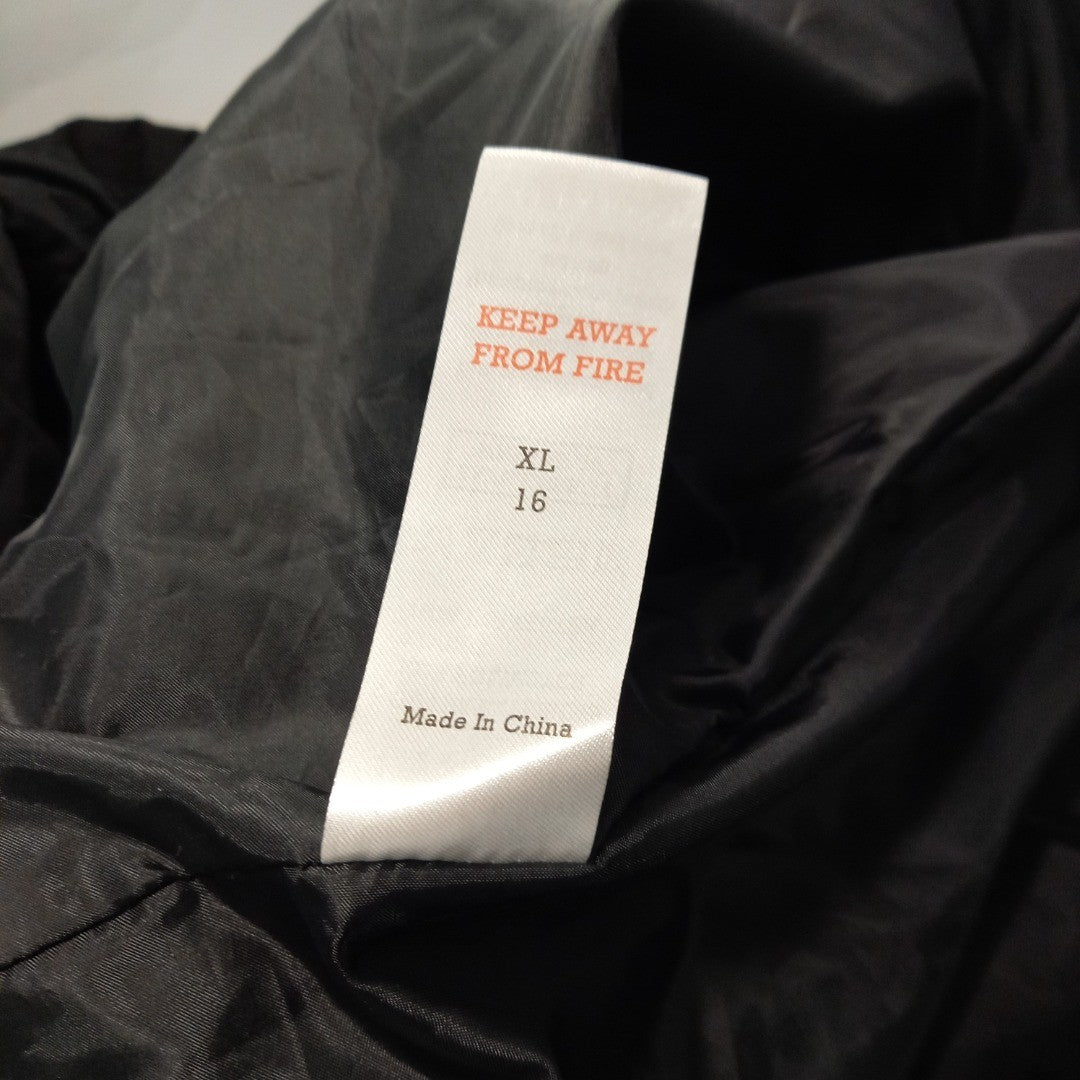 KEEP AWAY
FROM FIRE
XL
16
Made In China